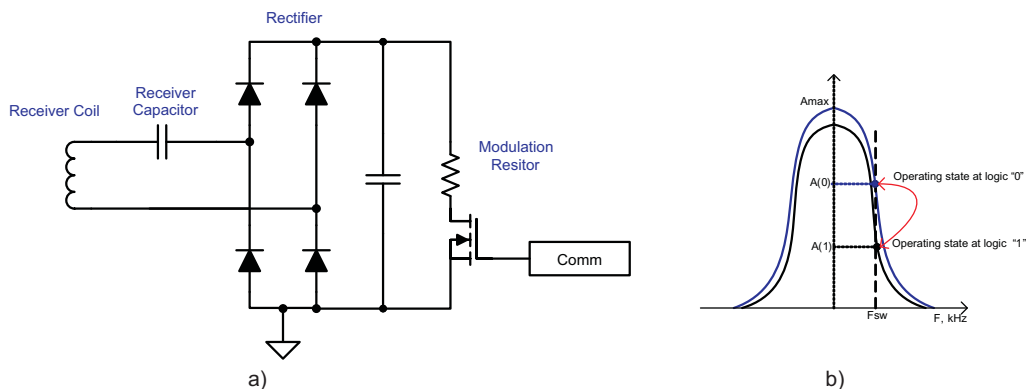 Rectifier
Receiver
Capacitor
Receiver Coil
Modulation
Resitor
Comm
a)
Amax
A(0)
Operating state at logic “0”
A(1)
Operating state at logic “1”
Fsw
F, kHz
b)